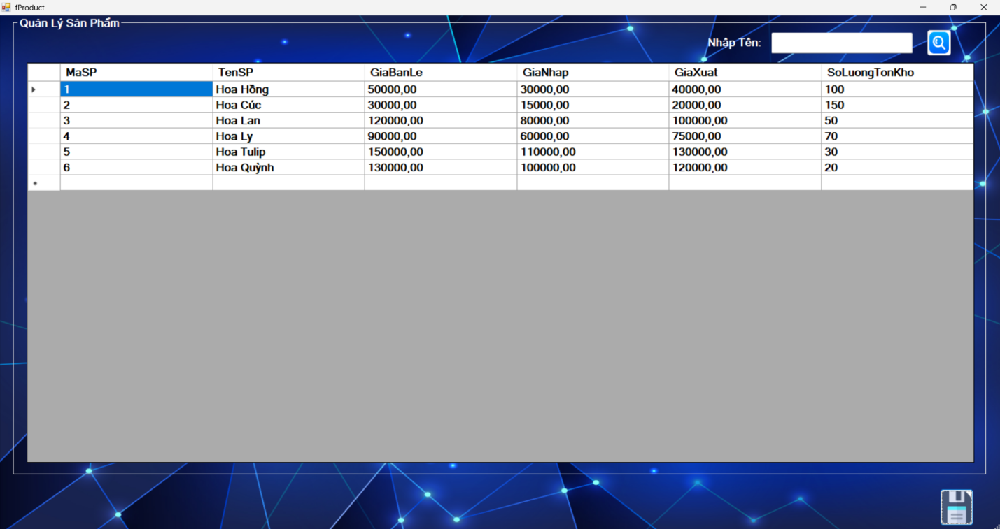 fProduct
Quản Lý Sản Phẩm
Nhập Tên:
MaSP TenSP GiaBanLe GiaNhap GiaXuat SoLuongTonKho
1 Hoa Hồng 50000,00 30000,00 40000,00 100
2 Hoa Cúc 30000,00 15000,00 20000,00 150
3 Hoa Lan 120000,00 80000,00 100000,00 50
4 Hoa Ly 90000,00 60000,00 75000,00 70
5 Hoa Tulip 150000,00 110000,00 130000,00 30
6 Hoa Quỳnh 130000,00 100000,00 120000,00 20